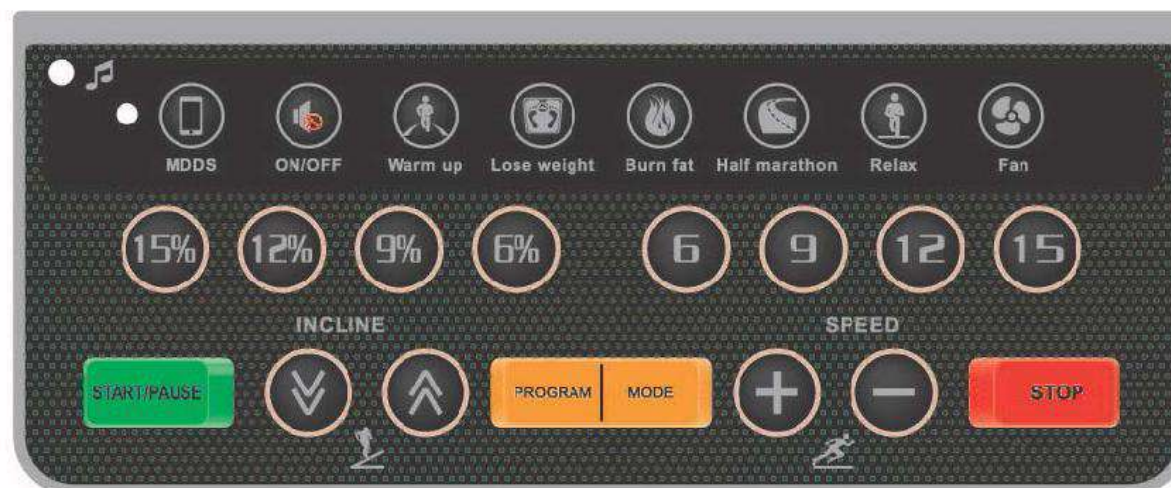 MDDS ON/OFF Warm up Lose weight Burn fat Half marathon Relax Fan
15% 12% 9% 6% 6 9 12 15
INCLINE SPEED
START/PAUSE PROGRAM MODE STOP